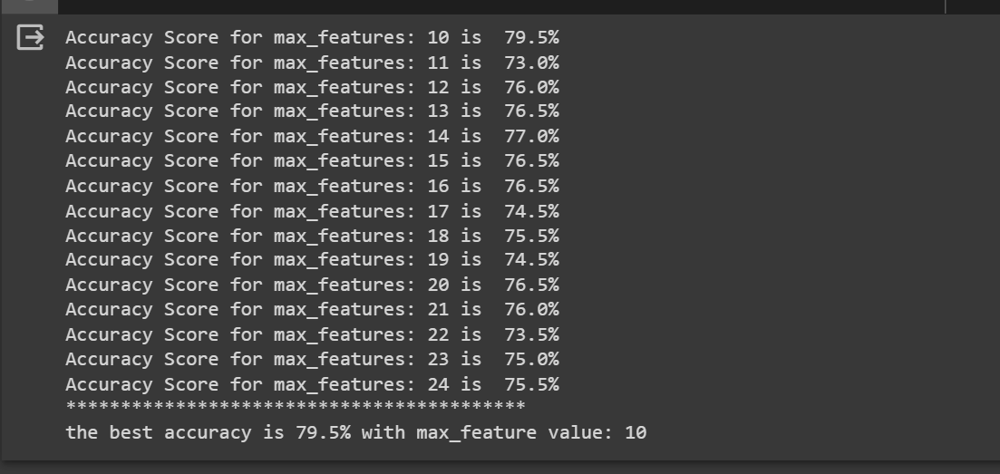 Accuracy Score for max_features: 10 is  79.5%
Accuracy Score for max_features: 11 is  73.0%
Accuracy Score for max_features: 12 is  76.0%
Accuracy Score for max_features: 13 is  76.5%
Accuracy Score for max_features: 14 is  77.0%
Accuracy Score for max_features: 15 is  76.5%
Accuracy Score for max_features: 16 is  76.5%
Accuracy Score for max_features: 17 is  74.5%
Accuracy Score for max_features: 18 is  75.5%
Accuracy Score for max_features: 19 is  74.5%
Accuracy Score for max_features: 20 is  76.5%
Accuracy Score for max_features: 21 is  76.0%
Accuracy Score for max_features: 22 is  73.5%
Accuracy Score for max_features: 23 is  75.0%
Accuracy Score for max_features: 24 is  75.5%
******************************************
the best accuracy is 79.5% with max_feature value: 10